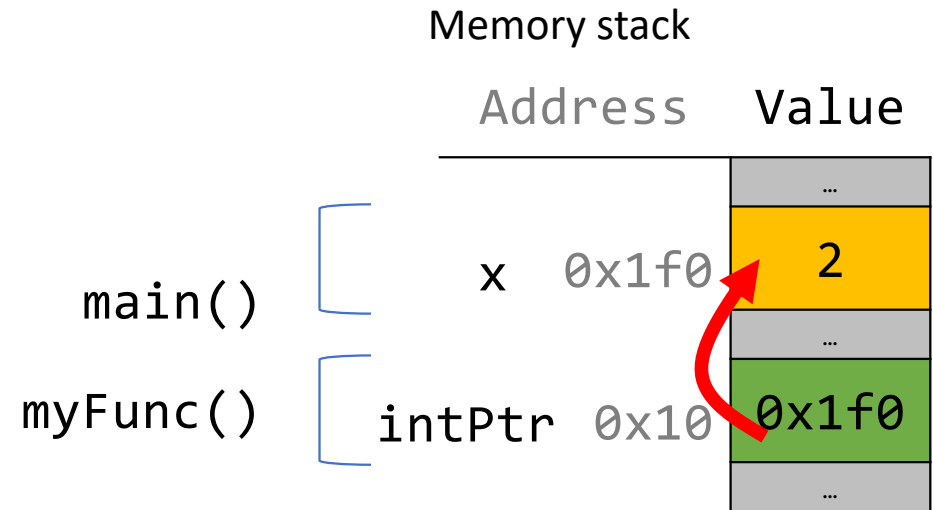 Memory stack
Address Value
…
main() x 0x1f0 2
…
myFunc() intPtr 0x10 0x1f0
…